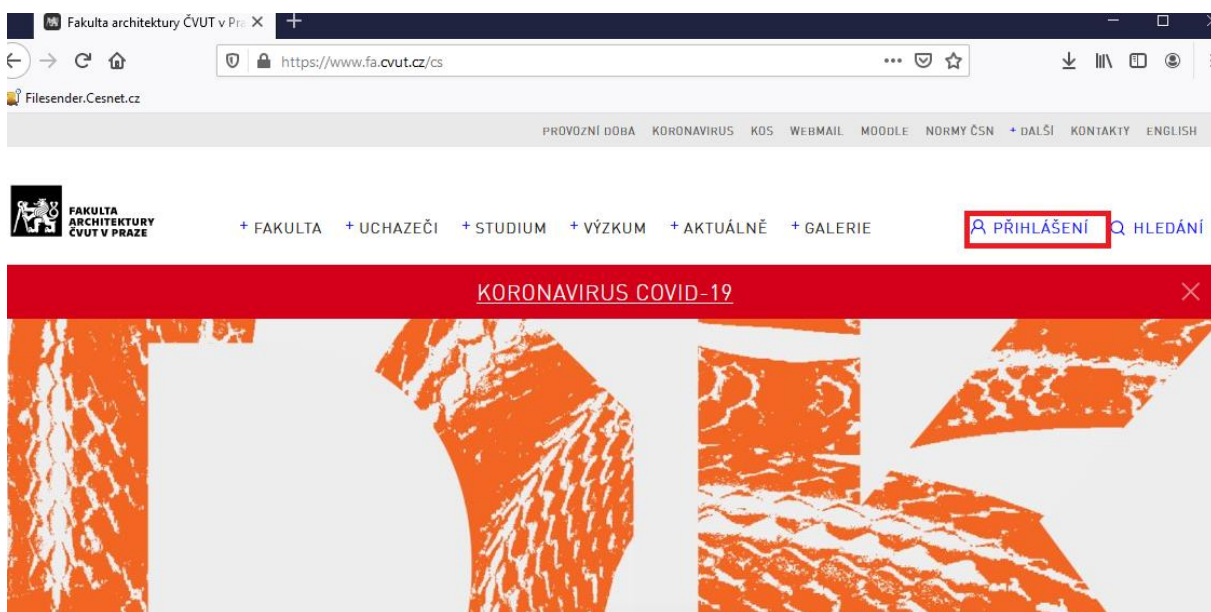 Fakulta architektury ČVUT v Pra
https://www.fa.cvut.cz/cs
Filesender.Cesnet.cz
PROVOZNÍ DOBA KORONAVIRUS KOS WEBMAIL MOODLE NORMY ČSN + DALŠÍ KONTAKTY ENGLISH
FAKULTA
ARCHITEKTURY
ČVUT V PRAZE
+ FAKULTA + UCHAZEČI + STUDIUM + VÝZKUM + AKTUÁLNĚ + GALERIE PŘIHLÁŠENÍ HLEDÁNÍ
KORONAVIRUS COVID-19